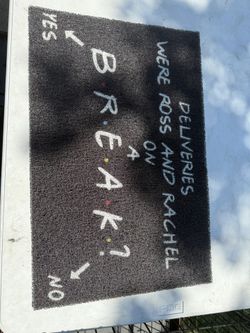 DELIVERIES
WERE ROSS AND RACHEL
ON
A
B·R·E·A·K·?
YES
NO